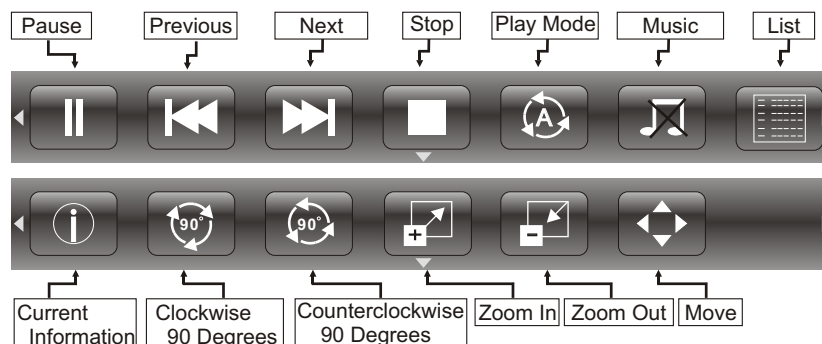 Pause Previous Next Stop Play Mode Music List
A
90° 90°
+ -
Current Information
Clockwise 90 Degrees
Counterclockwise 90 Degrees
Zoom In Zoom Out Move